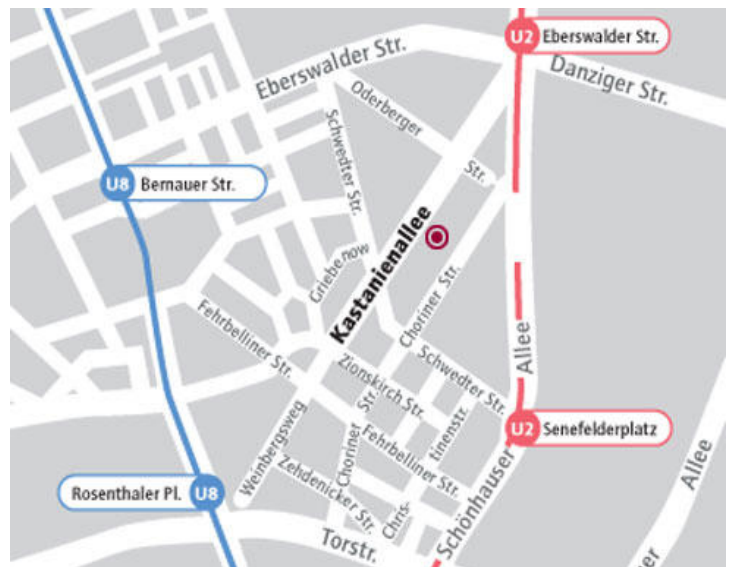 U2 Eberswalder Str.
Eberswalder Str.
Danziger Str.
Oderberger
Str.
Schwedter Str.
U8 Bernauer Str.
Kastanienallee
Griebenow
Choriner Str.
Allee
Fehrbelliner Str.
Zionskirch Str.
Schwedter Str.
Weinbergsweg
Choriner
Str.
Fehrbelliner Str.
Chris-
tinenstr.
U2 Senefelderplatz
Zehdenicker Str.
Rosenthaler Pl. U8
Schönhauser
Allee
Torstr.
er